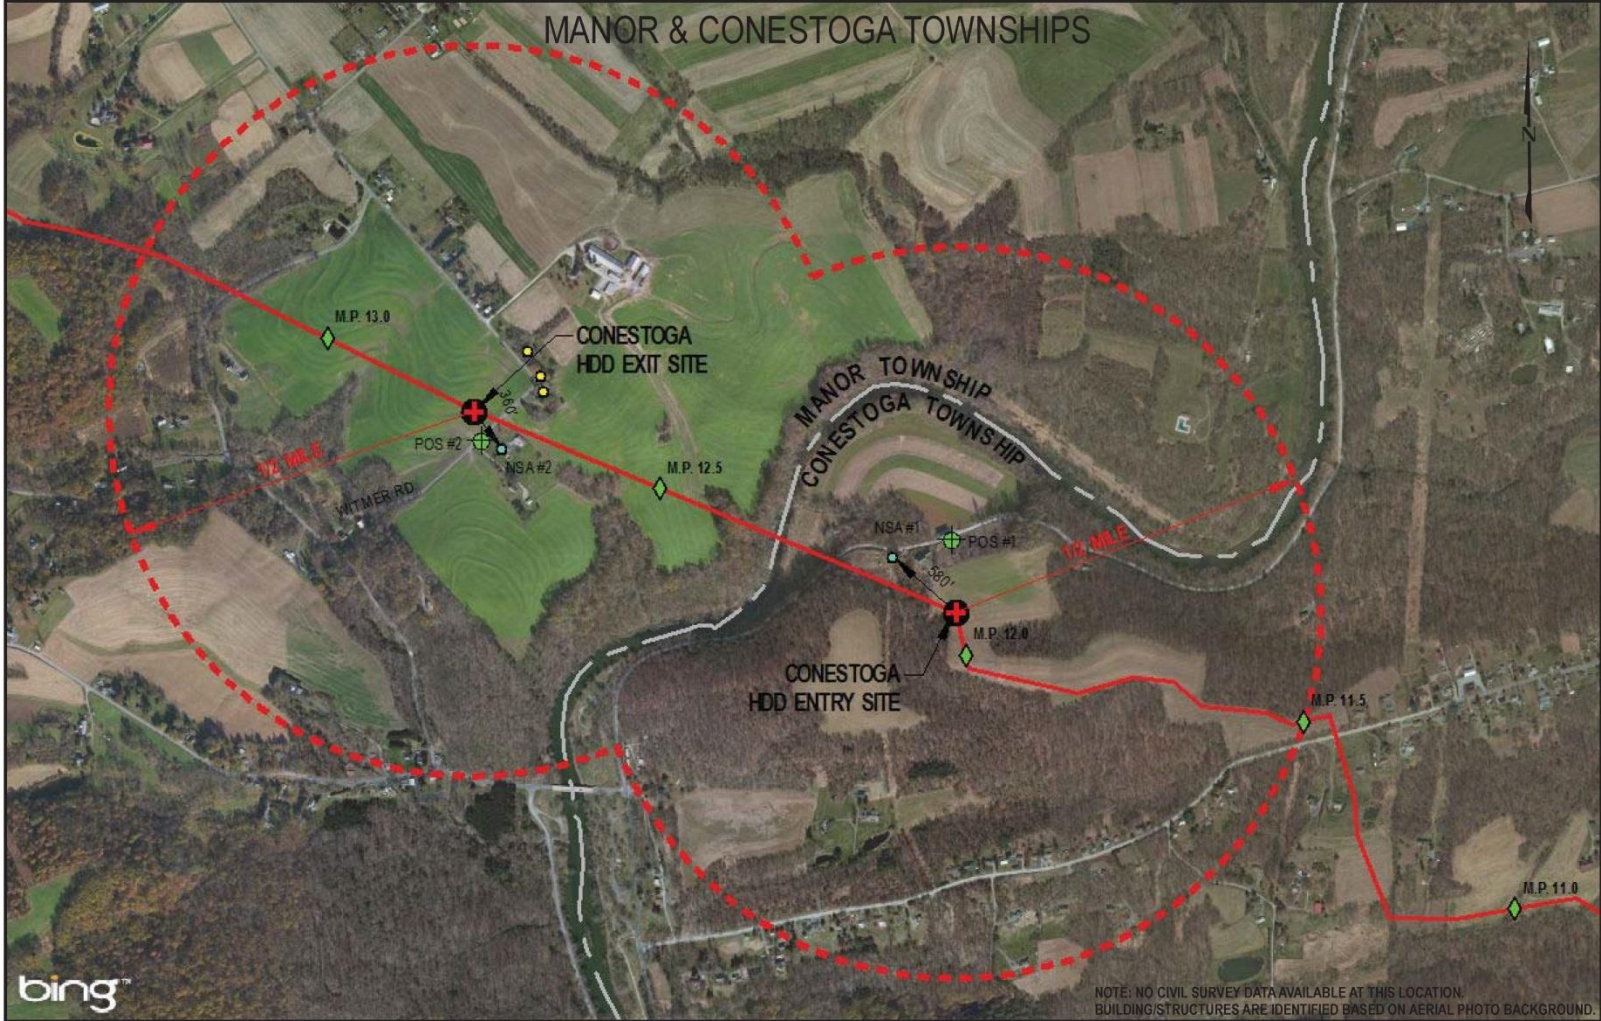 MANOR & CONESTOGA TOWNSHIPS
N
M.P. 13.0
CONESTOGA
HDD EXIT SITE
360'
MANOR TOWNSHIP
CONESTOGA TOWNSHIP
POS #2
NSA #2
1/2 MILE
M.P. 12.5
WITMER RD
NSA #1
POS #1
1/2 MILE
580'
M.P. 12.0
CONESTOGA
HDD ENTRY SITE
M.P. 11.5
M.P. 11.0
bing™
NOTE: NO CIVIL SURVEY DATA AVAILABLE AT THIS LOCATION.
BUILDING/STRUCTURES ARE IDENTIFIED BASED ON AERIAL PHOTO BACKGROUND.